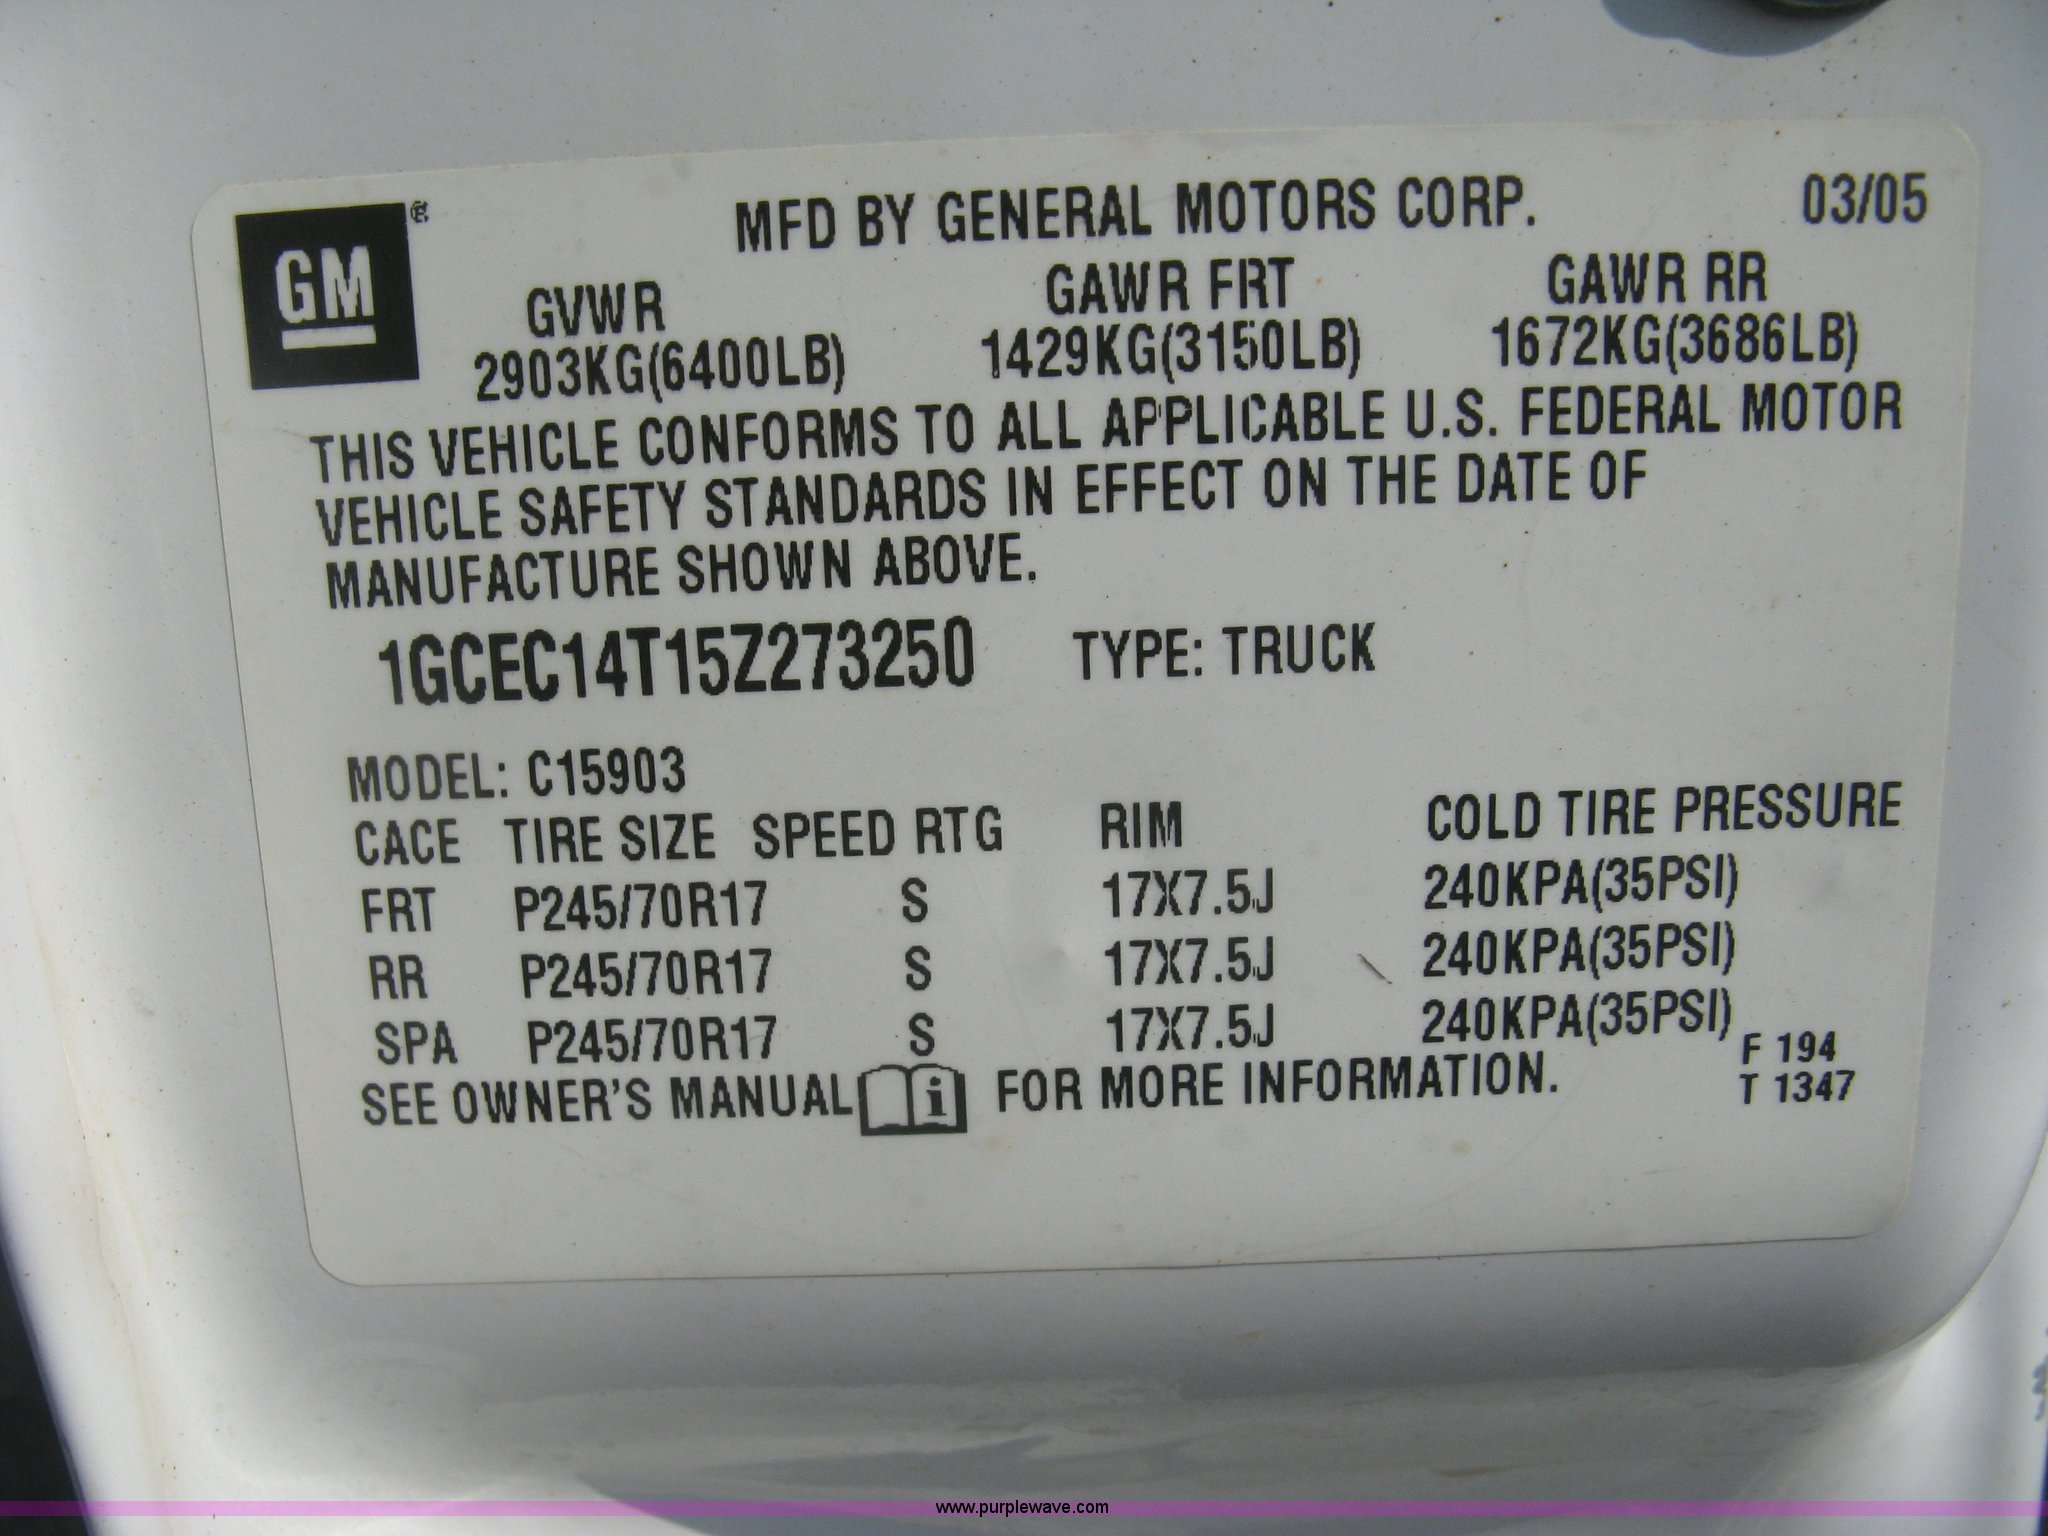 GM
MFD BY GENERAL MOTORS CORP. 03/05
GVWR GAWR FRT GAWR RR
2903KG(6400LB) 1429KG(3150LB) 1672KG(3686LB)
THIS VEHICLE CONFORMS TO ALL APPLICABLE U.S. FEDERAL MOTOR
VEHICLE SAFETY STANDARDS IN EFFECT ON THE DATE OF
MANUFACTURE SHOWN ABOVE.
1GCEC14T15Z273250 TYPE: TRUCK
MODEL: C15903
CACE TIRE SIZE SPEED RTG RIM COLD TIRE PRESSURE
FRT P245/70R17 S 17X7.5J 240KPA(35PSI)
RR P245/70R17 S 17X7.5J 240KPA(35PSI)
SPA P245/70R17 S 17X7.5J 240KPA(35PSI)
SEE OWNER'S MANUAL i FOR MORE INFORMATION.
F 194
T 1347
www.purplewave.com